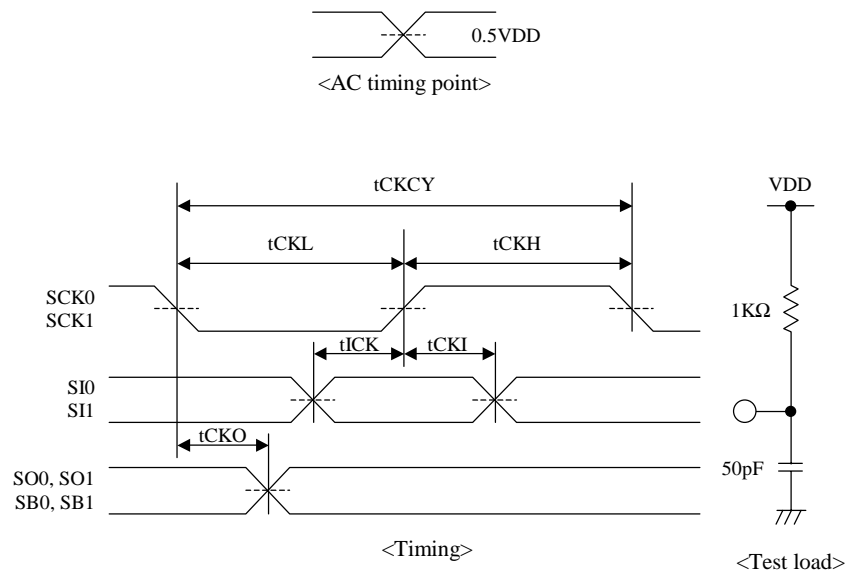 0.5VDD
<AC timing point>
tCKCY
VDD
tCKL
tCKH
SCK0
SCK1
1KΩ
tICK
tCKI
SI0
SI1
tCKO
SO0, SO1
SB0, SB1
50pF
<Timing>
<Test load>